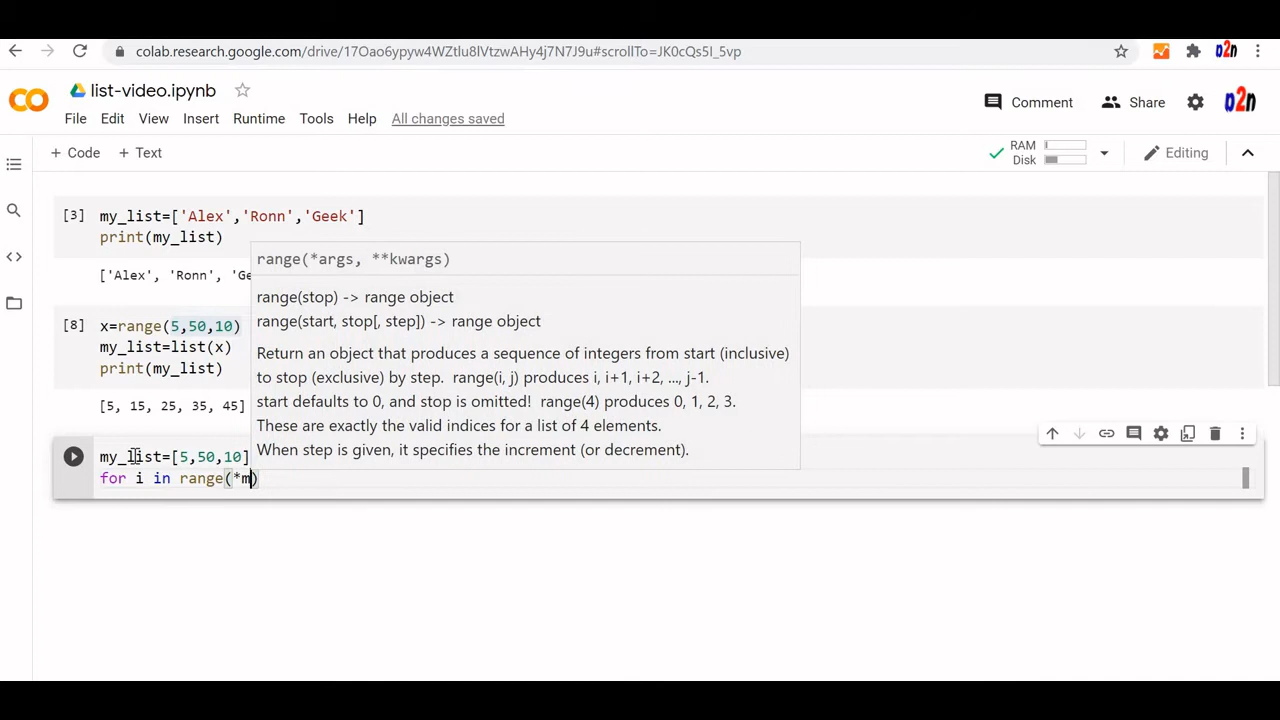 colab.research.google.com/drive/17Oao6ypyw4WZtlu8lVtzwAHy4j7N7J9u#scrollTo=JK0cQs5I_5vp
o2n
list-video.ipynb
Comment
Share
o2n
File Edit View Insert Runtime Tools Help All changes saved
+ Code + Text
RAM
Disk
Editing
[3] my_list=['Alex','Ronn','Geek']
print(my_list)
['Alex', 'Ronn', 'Ge
range(*args, **kwargs)
range(stop) -> range object
range(start, stop[, step]) -> range object
Return an object that produces a sequence of integers from start (inclusive)
to stop (exclusive) by step. range(i, j) produces i, i+1, i+2, ..., j-1.
start defaults to 0, and stop is omitted! range(4) produces 0, 1, 2, 3.
These are exactly the valid indices for a list of 4 elements.
When step is given, it specifies the increment (or decrement).
[8] x=range(5,50,10)
my_list=list(x)
print(my_list)
[5, 15, 25, 35, 45]
my_list=[5,50,10]
for i in range(*m)